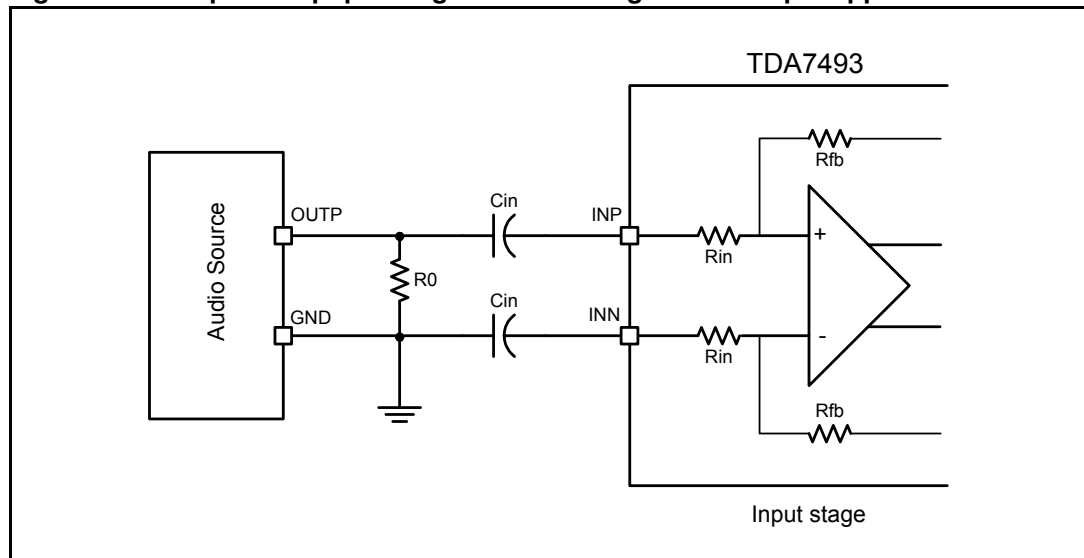 TDA7493
Rfb
Audio Source
OUTP
Cin
INP
Rin
+
R0
GND
Cin
INN
Rin
-
Rfb
Input stage